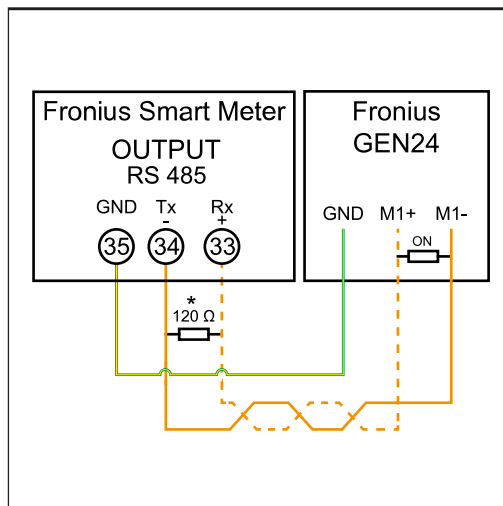 Fronius Smart Meter
OUTPUT
RS 485
GND Tx Rx
- +
35 34 33
*
120 Ω
Fronius
GEN24
GND M1+ M1-
ON